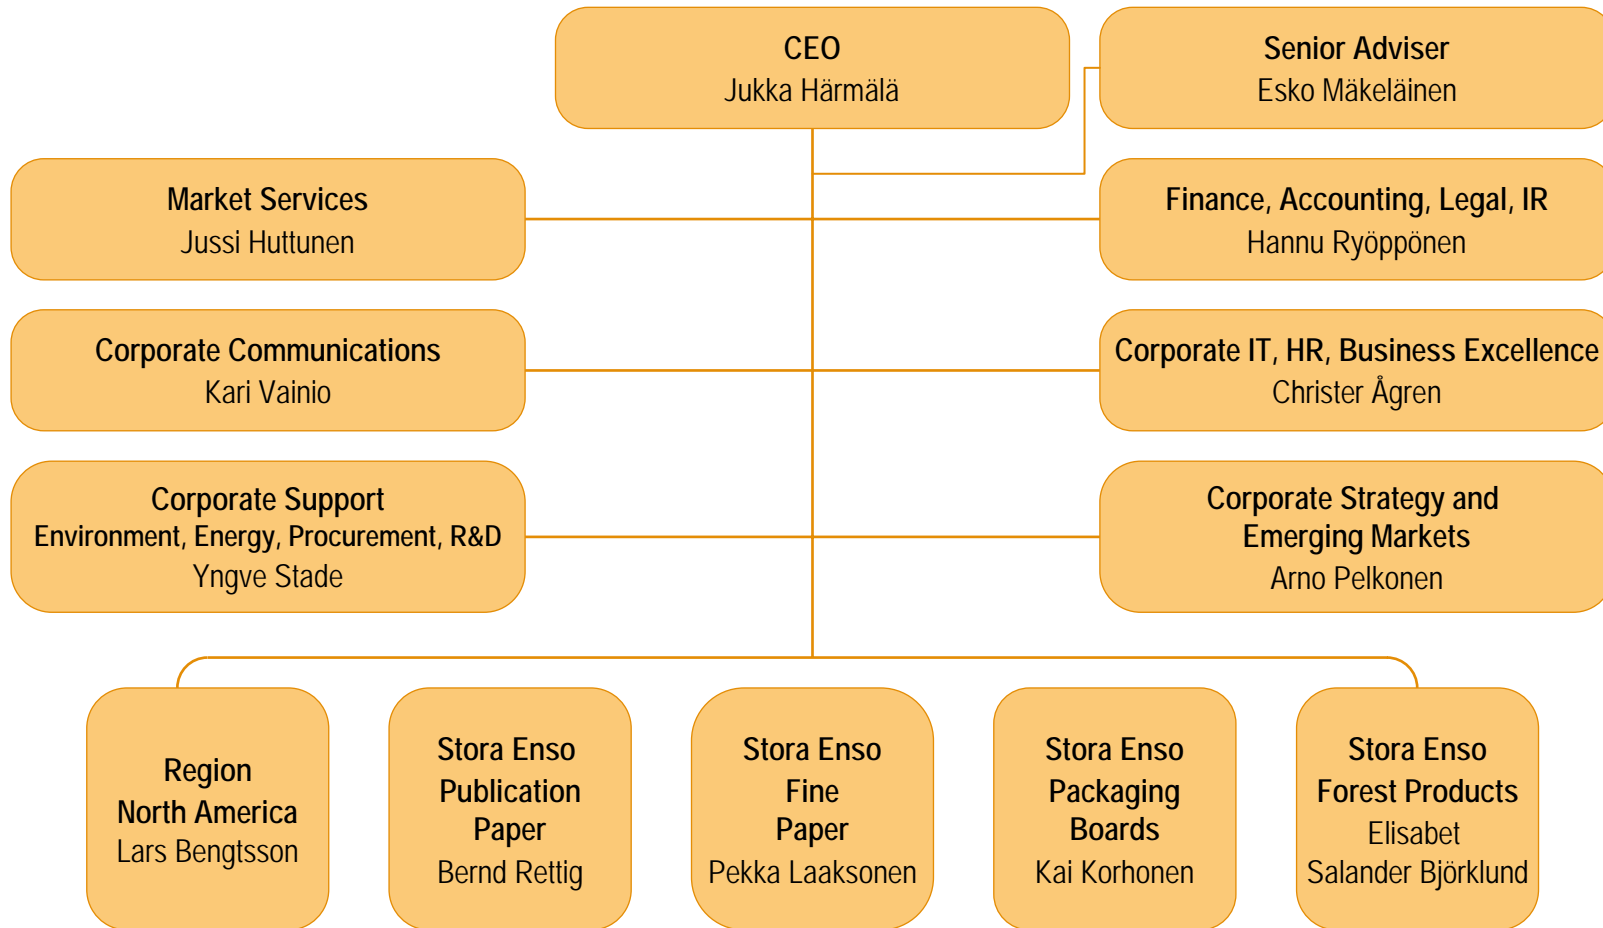 CEO
Jukka Härmälä
Senior Adviser
Esko Mäkeläinen
Market Services
Jussi Huttunen
Finance, Accounting, Legal, IR
Hannu Ryöppönen
Corporate Communications
Kari Vainio
Corporate IT, HR, Business Excellence
Christer Ågren
Corporate Support
Environment, Energy, Procurement, R&D
Yngve Stade
Corporate Strategy and
Emerging Markets
Arno Pelkonen
Region
North America
Lars Bengtsson
Stora Enso
Publication
Paper
Bernd Rettig
Stora Enso
Fine
Paper
Pekka Laaksonen
Stora Enso
Packaging
Boards
Kai Korhonen
Stora Enso
Forest Products
Elisabet
Salander Björklund